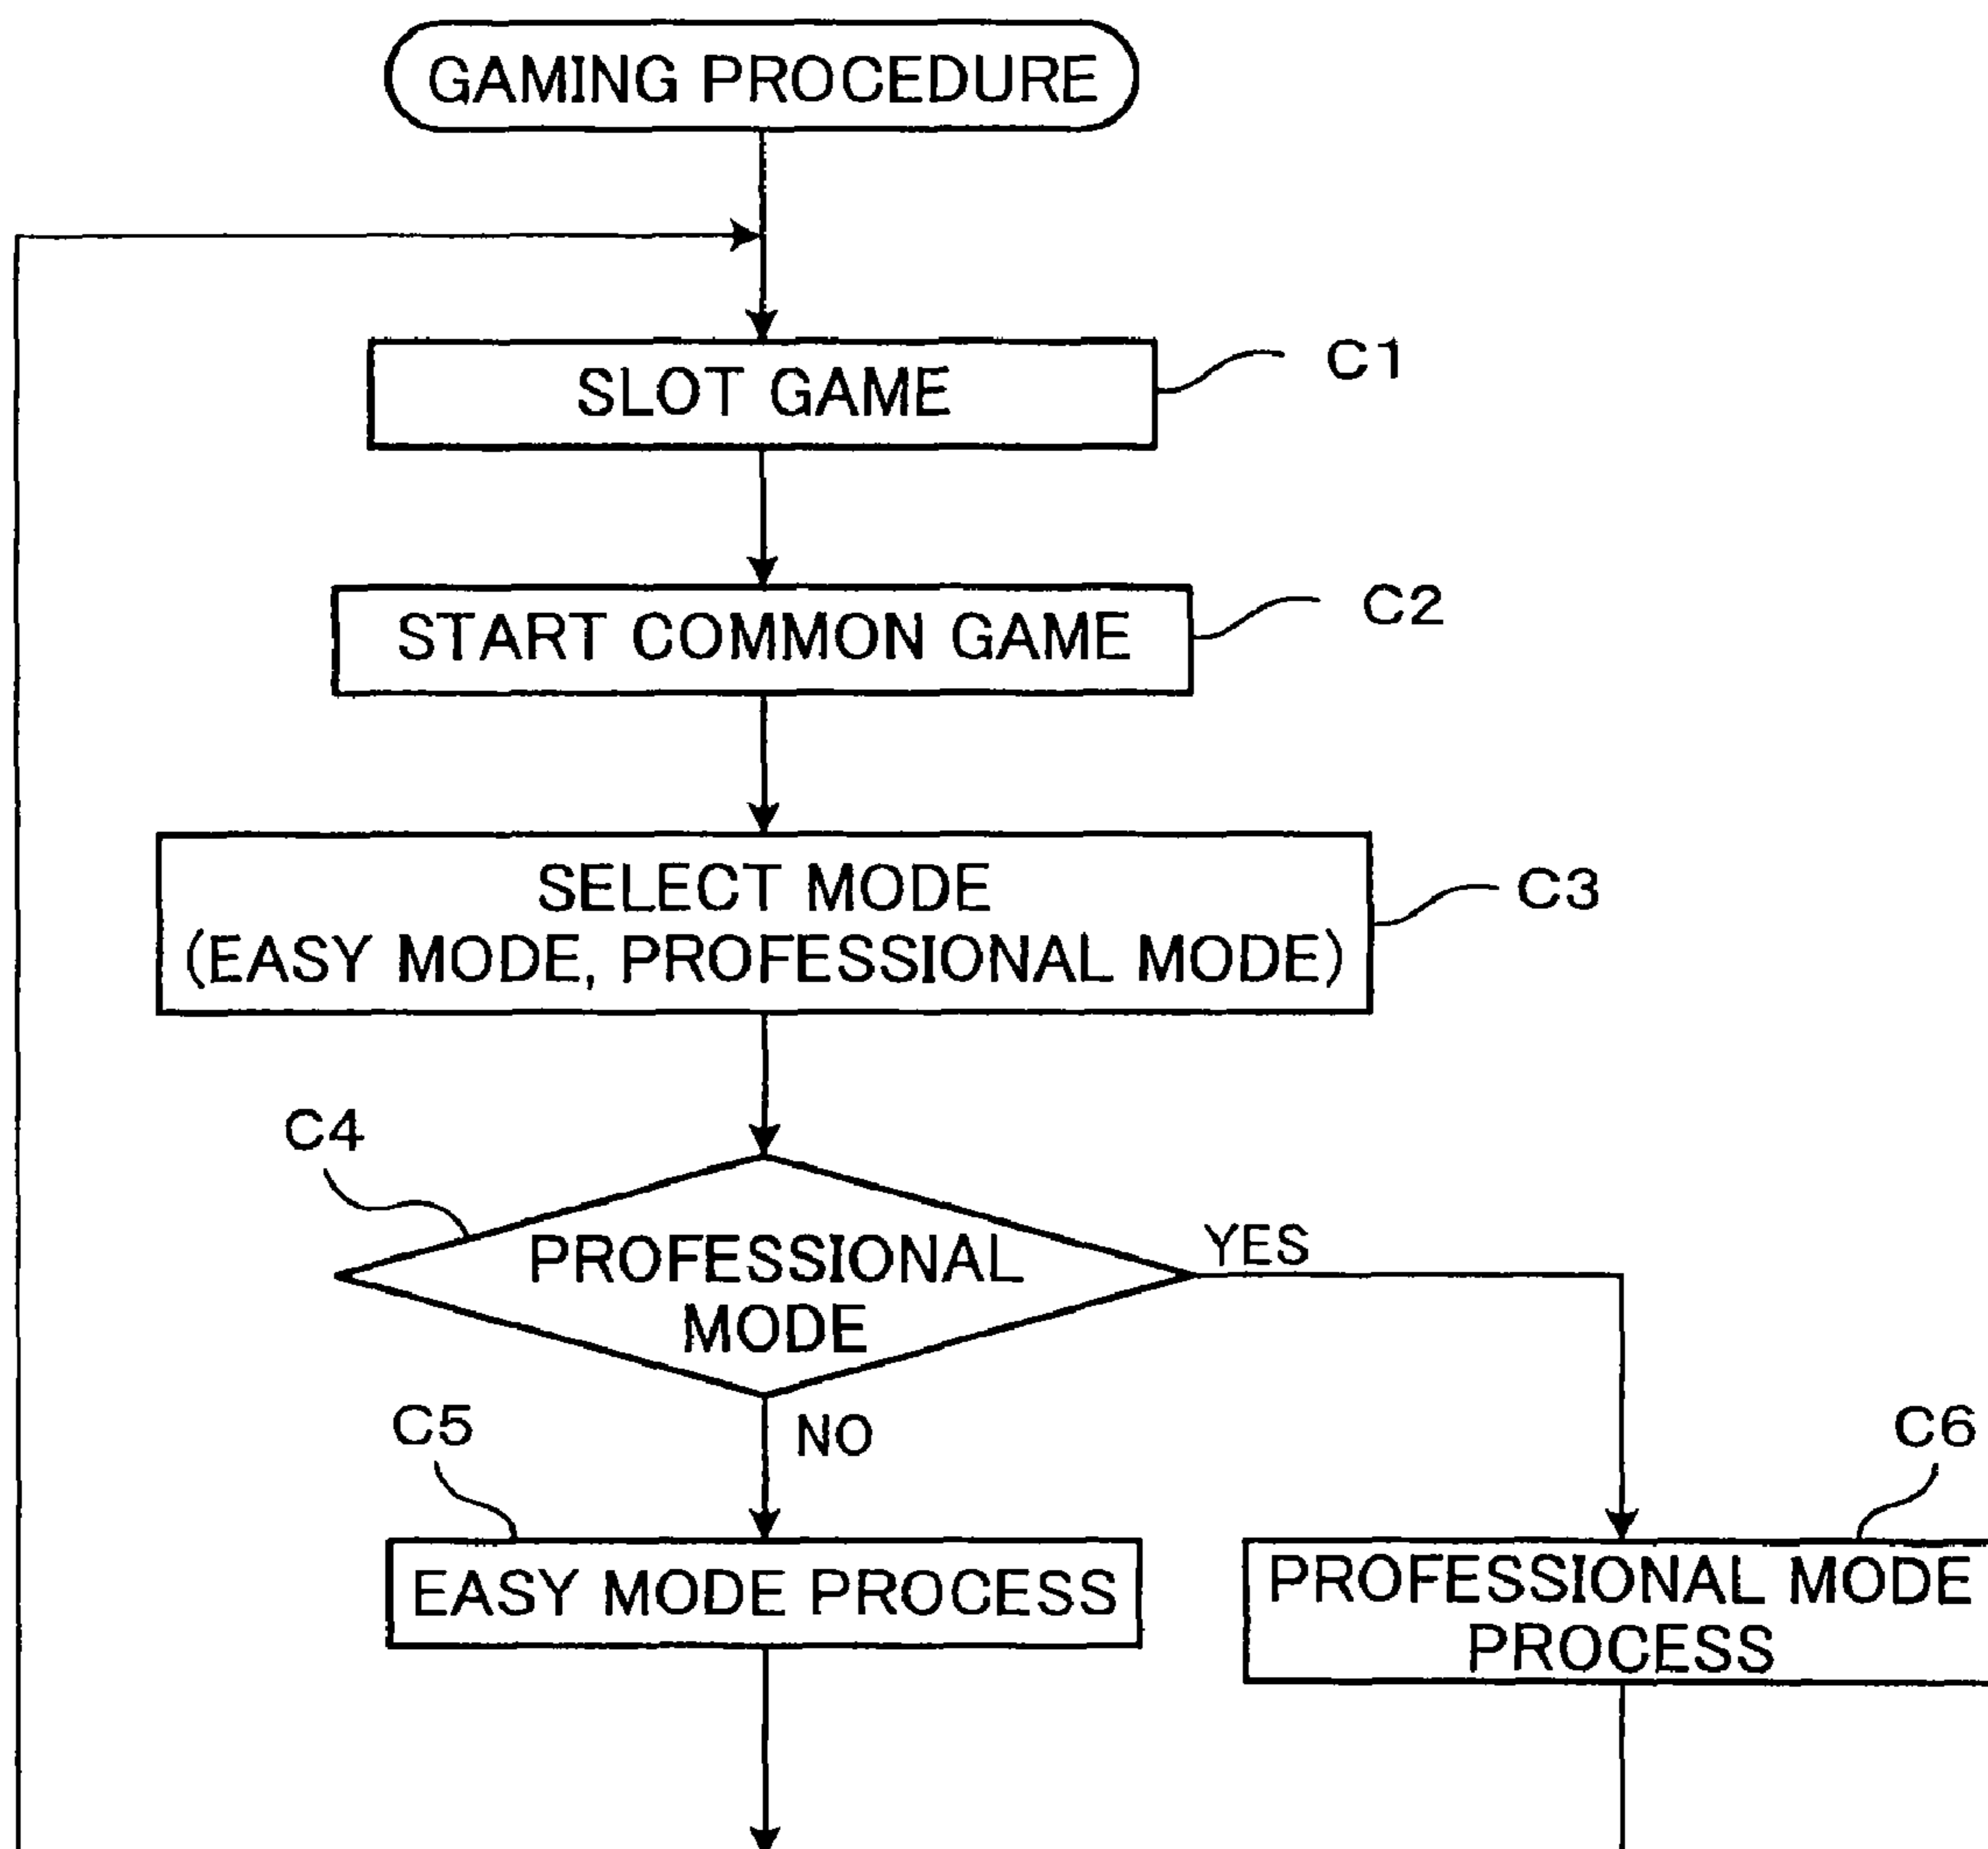 GAMING PROCEDURE
SLOT GAME
C1
START COMMON GAME
C2
SELECT MODE
(EASY MODE, PROFESSIONAL MODE)
C3
C4
PROFESSIONAL
MODE
YES
NO
C5
EASY MODE PROCESS
C6
PROFESSIONAL MODE
PROCESS